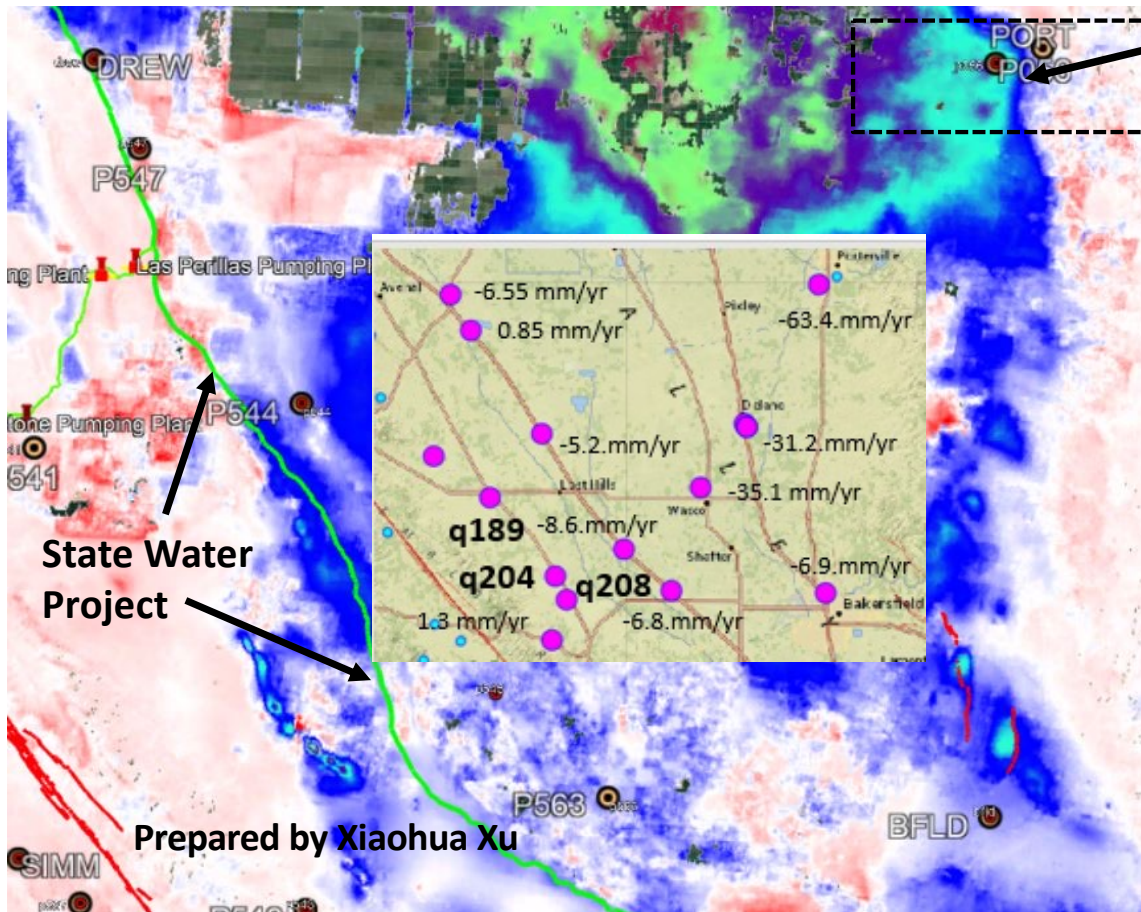 DREW
PORT
P547
ng Plant
Las Perillas Pumping Pl
Avenal
-6.55 mm/yr
0.85 mm/yr
Porterville
Pixley
-63.4.mm/yr
P544
tone Pumping Plant
541
-5.2.mm/yr
Delano
-31.2.mm/yr
Lost Hills
-35.1 mm/yr
Wasco
q189
-8.6.mm/yr
Shafter
State Water
Project
q204
q208
-6.9.mm/yr
Bakersfield
1.3 mm/yr
-6.8.mm/yr
P563
BFLD
Prepared by Xiaohua Xu
SIMM